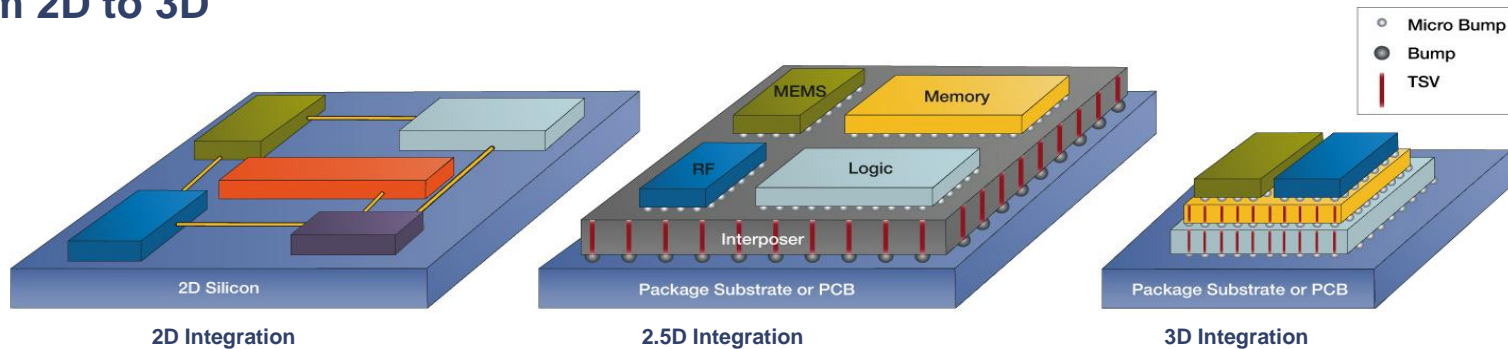 2D to 3D
Micro Bump
Bump
TSV
MEMS
Memory
RF
Logic
Interposer
2D Silicon
Package Substrate or PCB
Package Substrate or PCB
2D Integration
2.5D Integration
3D Integration